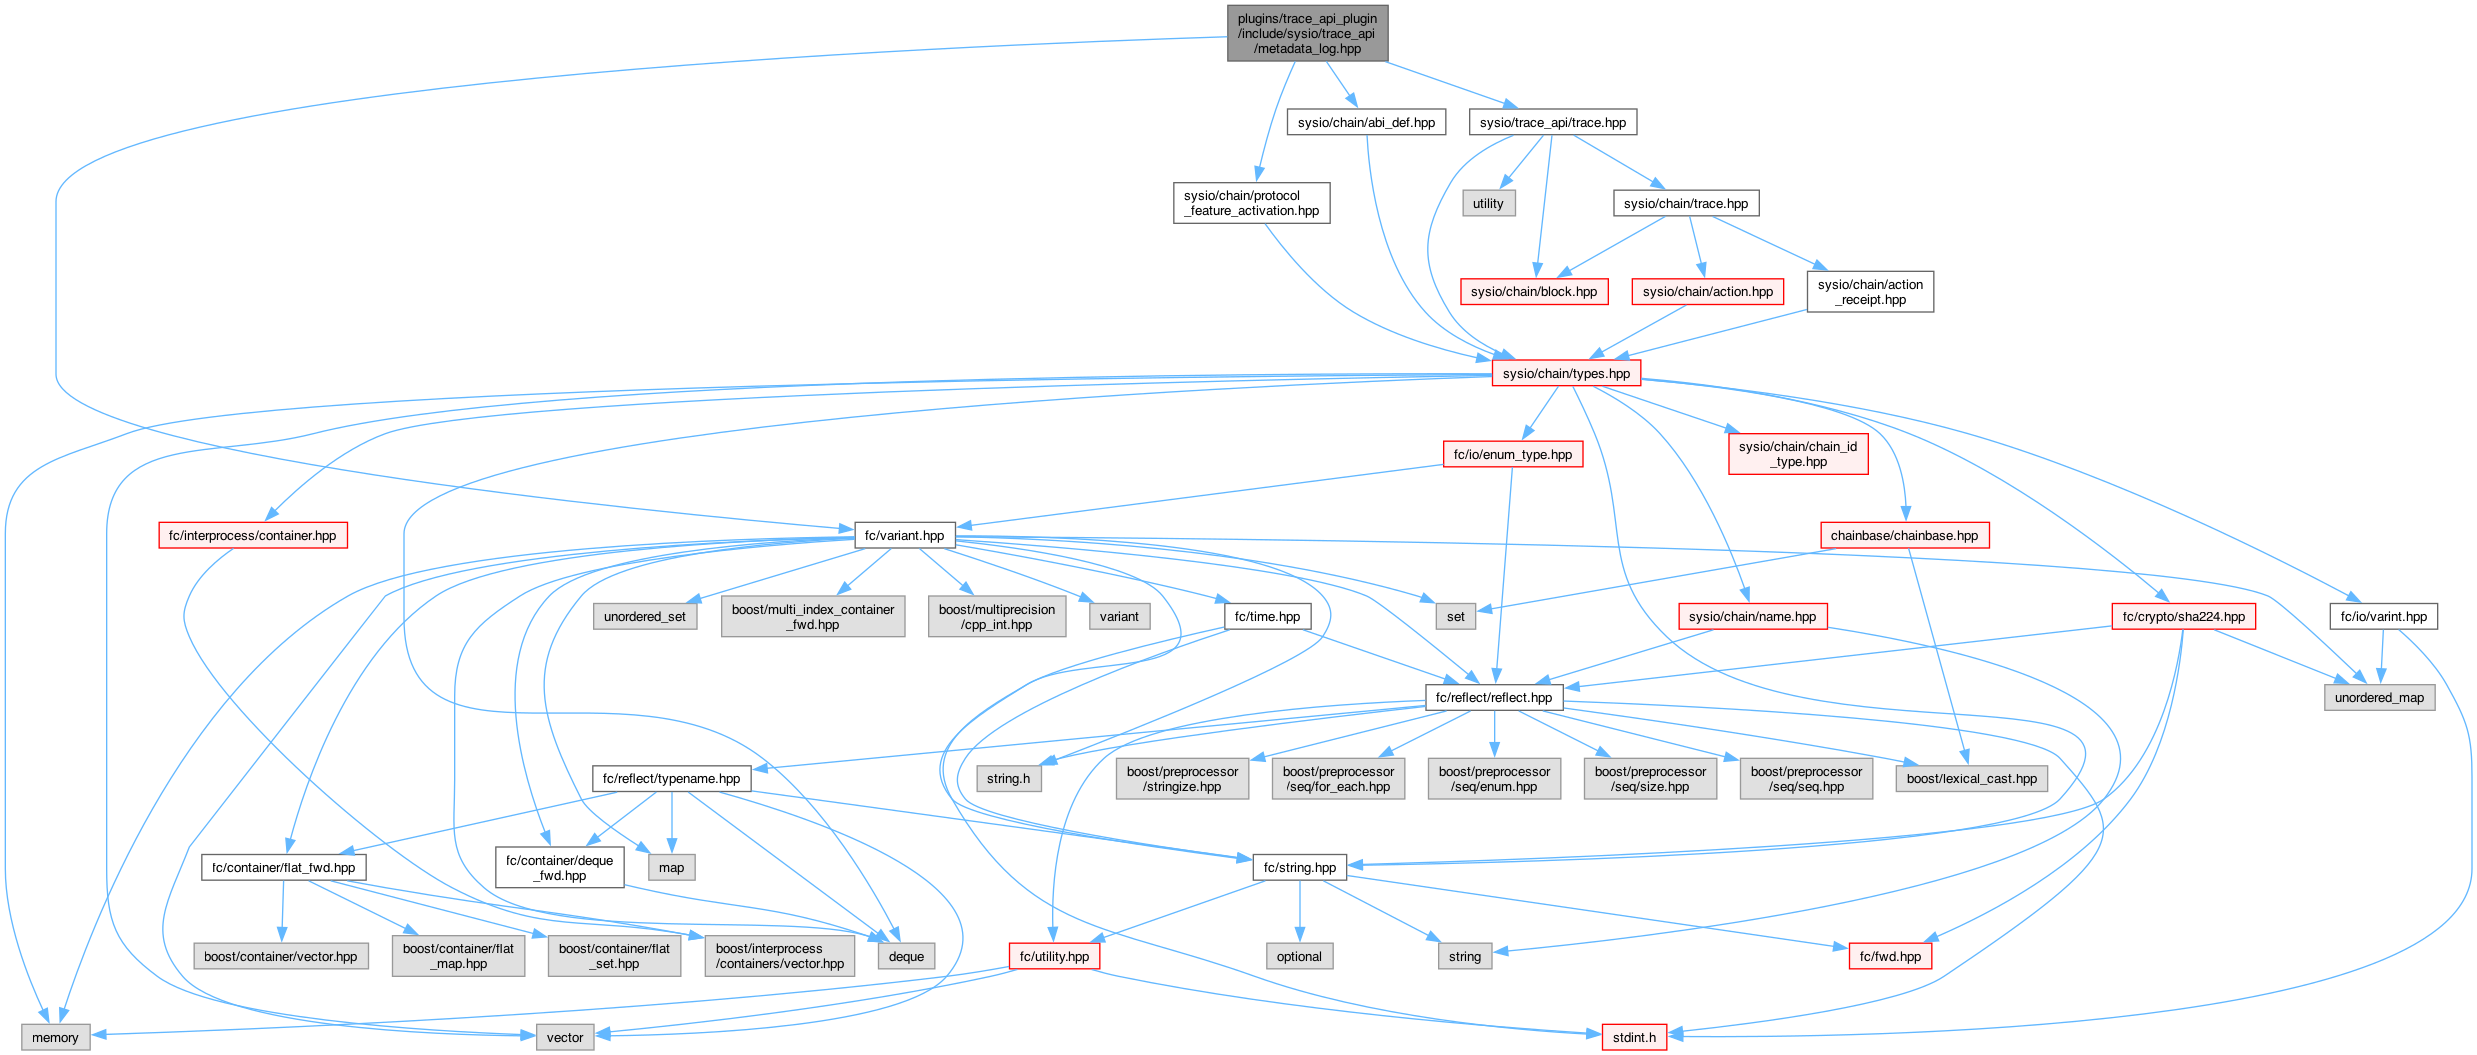 plugins/trace_api_plugin
/include/sysio/trace_api
/metadata_log.hpp
sysio/chain/abi_def.hpp
sysio/trace_api/trace.hpp
sysio/chain/protocol
_feature_activation.hpp
utility
sysio/chain/trace.hpp
sysio/chain/block.hpp
sysio/chain/action.hpp
sysio/chain/action
_receipt.hpp
sysio/chain/types.hpp
fc/io/enum_type.hpp
sysio/chain/chain_id
_type.hpp
fc/interprocess/container.hpp
fc/variant.hpp
chainbase/chainbase.hpp
unordered_set
boost/multi_index_container
_fwd.hpp
boost/multiprecision
/cpp_int.hpp
variant
fc/time.hpp
set
sysio/chain/name.hpp
fc/crypto/sha224.hpp
fc/io/varint.hpp
fc/reflect/reflect.hpp
unordered_map
fc/reflect/typename.hpp
string.h
boost/preprocessor
/stringize.hpp
boost/preprocessor
/seq/for_each.hpp
boost/preprocessor
/seq/enum.hpp
boost/preprocessor
/seq/size.hpp
boost/preprocessor
/seq/seq.hpp
boost/lexical_cast.hpp
fc/container/flat_fwd.hpp
fc/container/deque
_fwd.hpp
map
fc/string.hpp
boost/container/vector.hpp
boost/container/flat
_map.hpp
boost/container/flat
_set.hpp
boost/interprocess
/containers/vector.hpp
deque
fc/utility.hpp
optional
string
fc/fwd.hpp
memory
vector
stdint.h